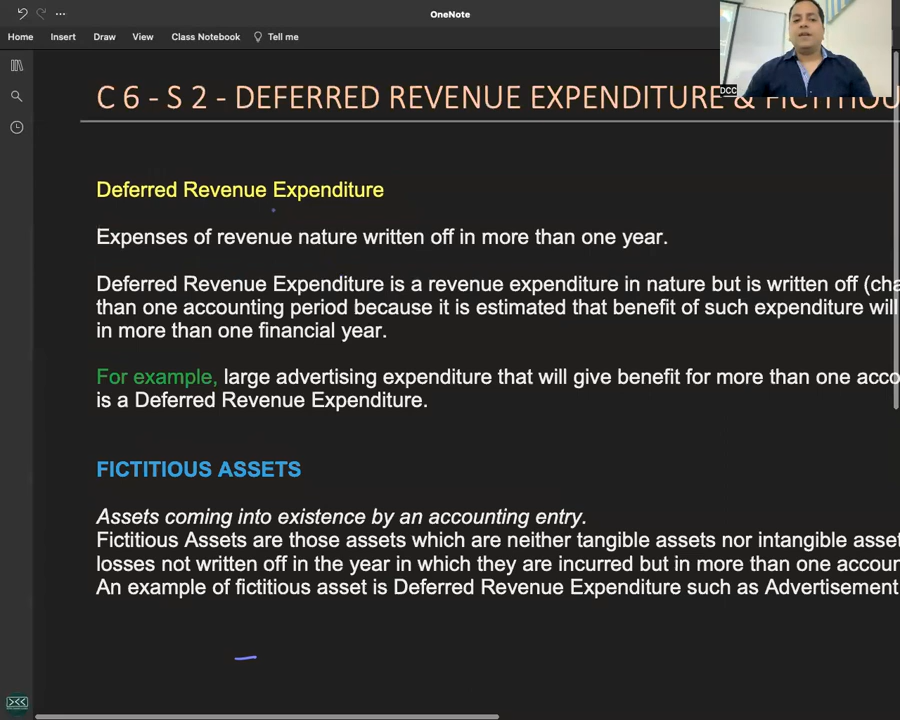 OneNote
Home Insert Draw View Class Notebook Tell me
DCC
C 6 - S 2 - DEFERRED REVENUE EXPENDITURE &
Deferred Revenue Expenditure
Expenses of revenue nature written off in more than one year.
Deferred Revenue Expenditure is a revenue expenditure in nature but is written off
than one accounting period because it is estimated that benefit of such expenditure will
in more than one financial year.
For example, large advertising expenditure that will give benefit for more than one
is a Deferred Revenue Expenditure.
FICTITIOUS ASSETS
Assets coming into existence by an accounting entry.
Fictitious Assets are those assets which are neither tangible assets nor intangible
losses not written off in the year in which they are incurred but in more than one
An example of fictitious asset is Deferred Revenue Expenditure such as Advertisement